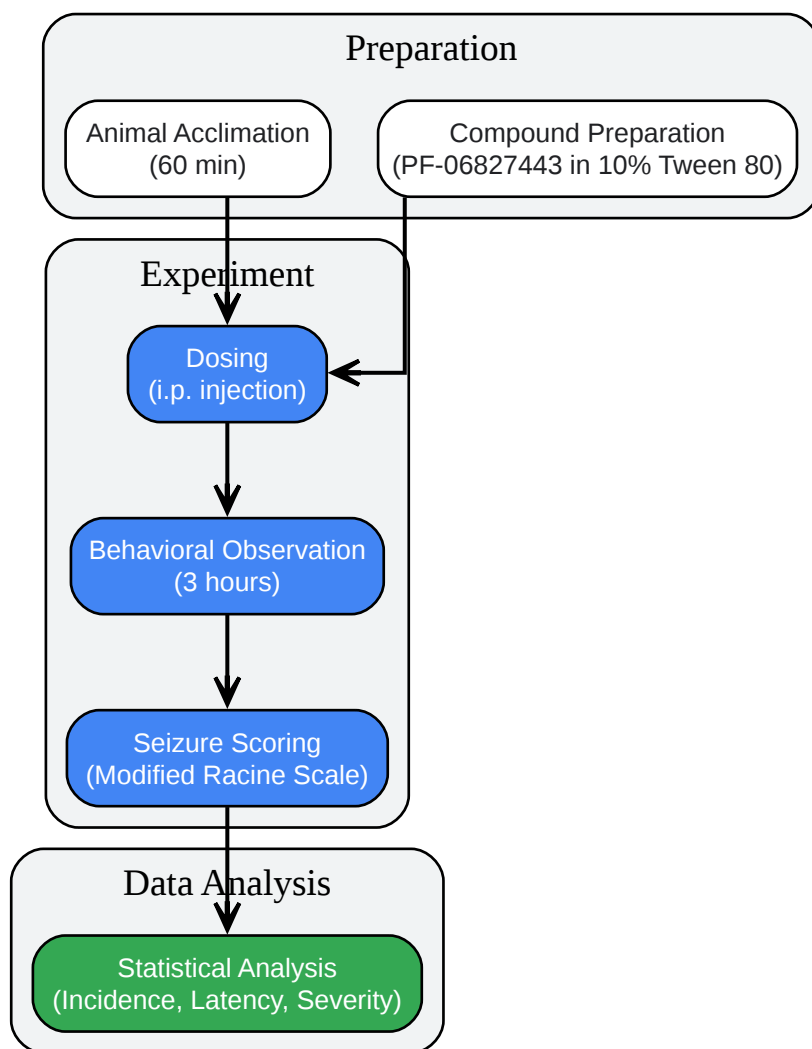 Preparation
Animal Acclimation
(60 min)
Compound Preparation
(PF-06827443 in 10% Tween 80)
Experiment
Dosing
(i.p. injection)
Behavioral Observation
(3 hours)
Seizure Scoring
(Modified Racine Scale)
Data Analysis
Statistical Analysis
(Incidence, Latency, Severity)